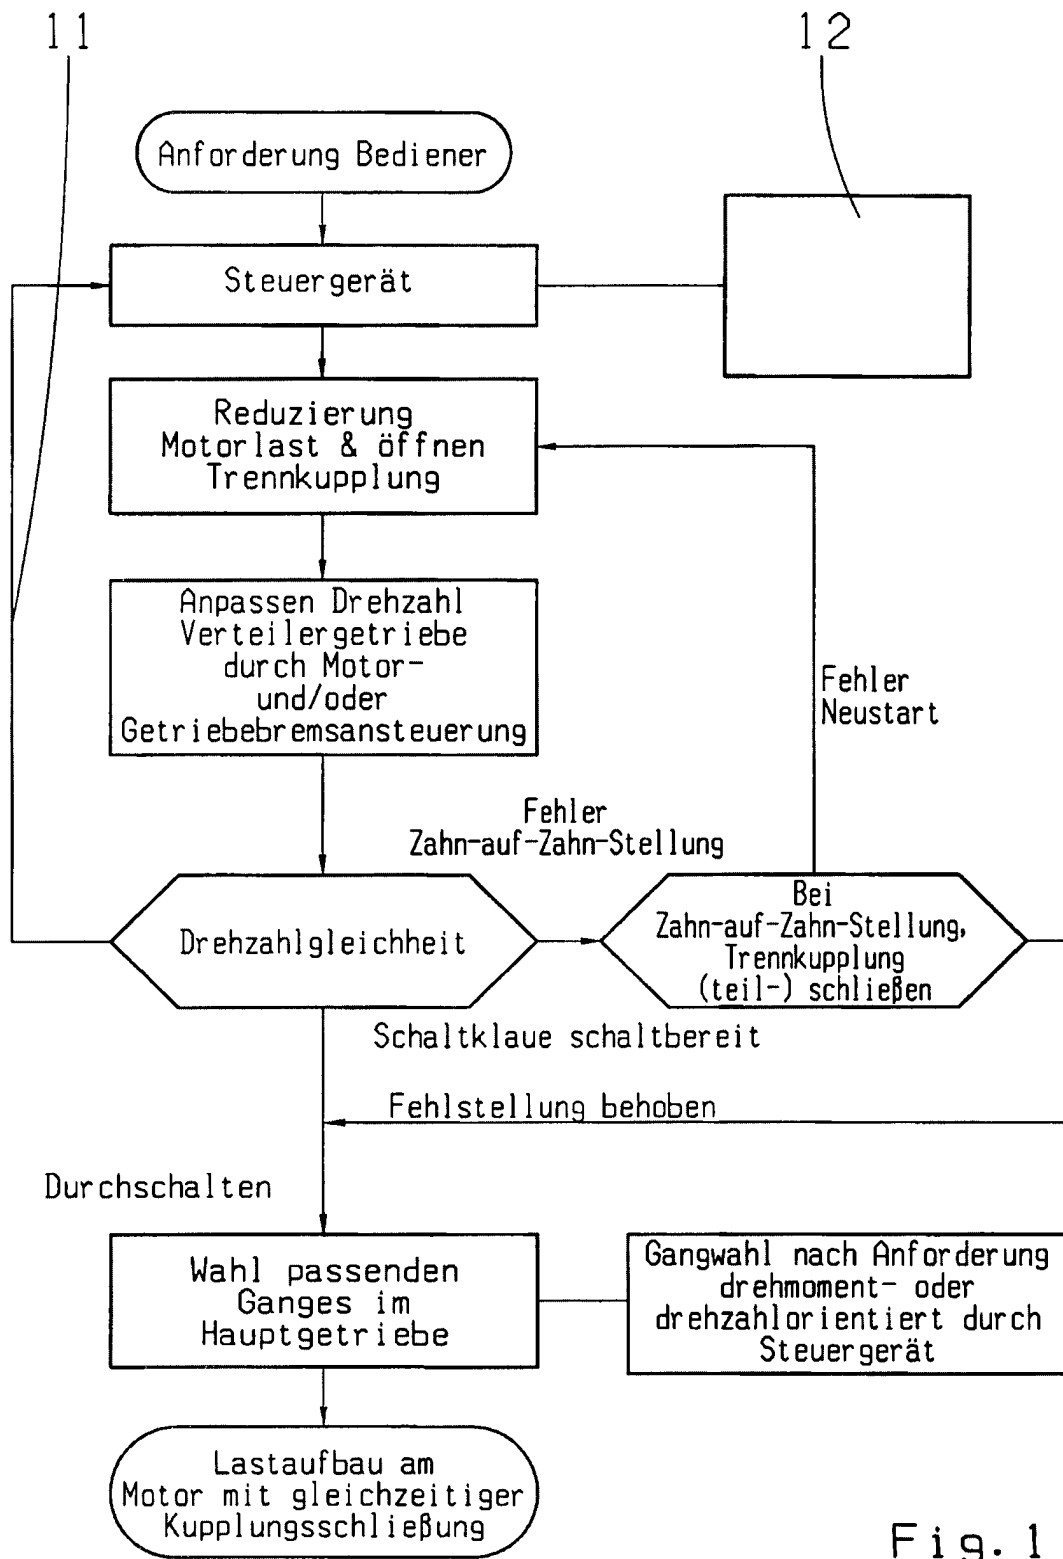 11
12
Anforderung Bediener
Steuergerät
Reduzierung
Motorlast & öffnen
Trennkupplung
Anpassen Drehzahl
Verteilergetriebe
durch Motor-
und/oder
Getriebebremsansteuerung
Fehler
Neustart
Fehler
Zahn-auf-Zahn-Stellung
Drehzahlgleichheit
Bei
Zahn-auf-Zahn-Stellung,
Trennkupplung
(teil-) schließen
Schaltklaue schaltbereit
Fehlstellung behoben
Durchschalten
Wahl passenden
Ganges im
Hauptgetriebe
Gangwahl nach Anforderung
drehmoment- oder
drehzahlorientiert durch
Steuergerät
Lastaufbau am
Motor mit gleichzeitiger
Kupplungsschließung
Fig. 1